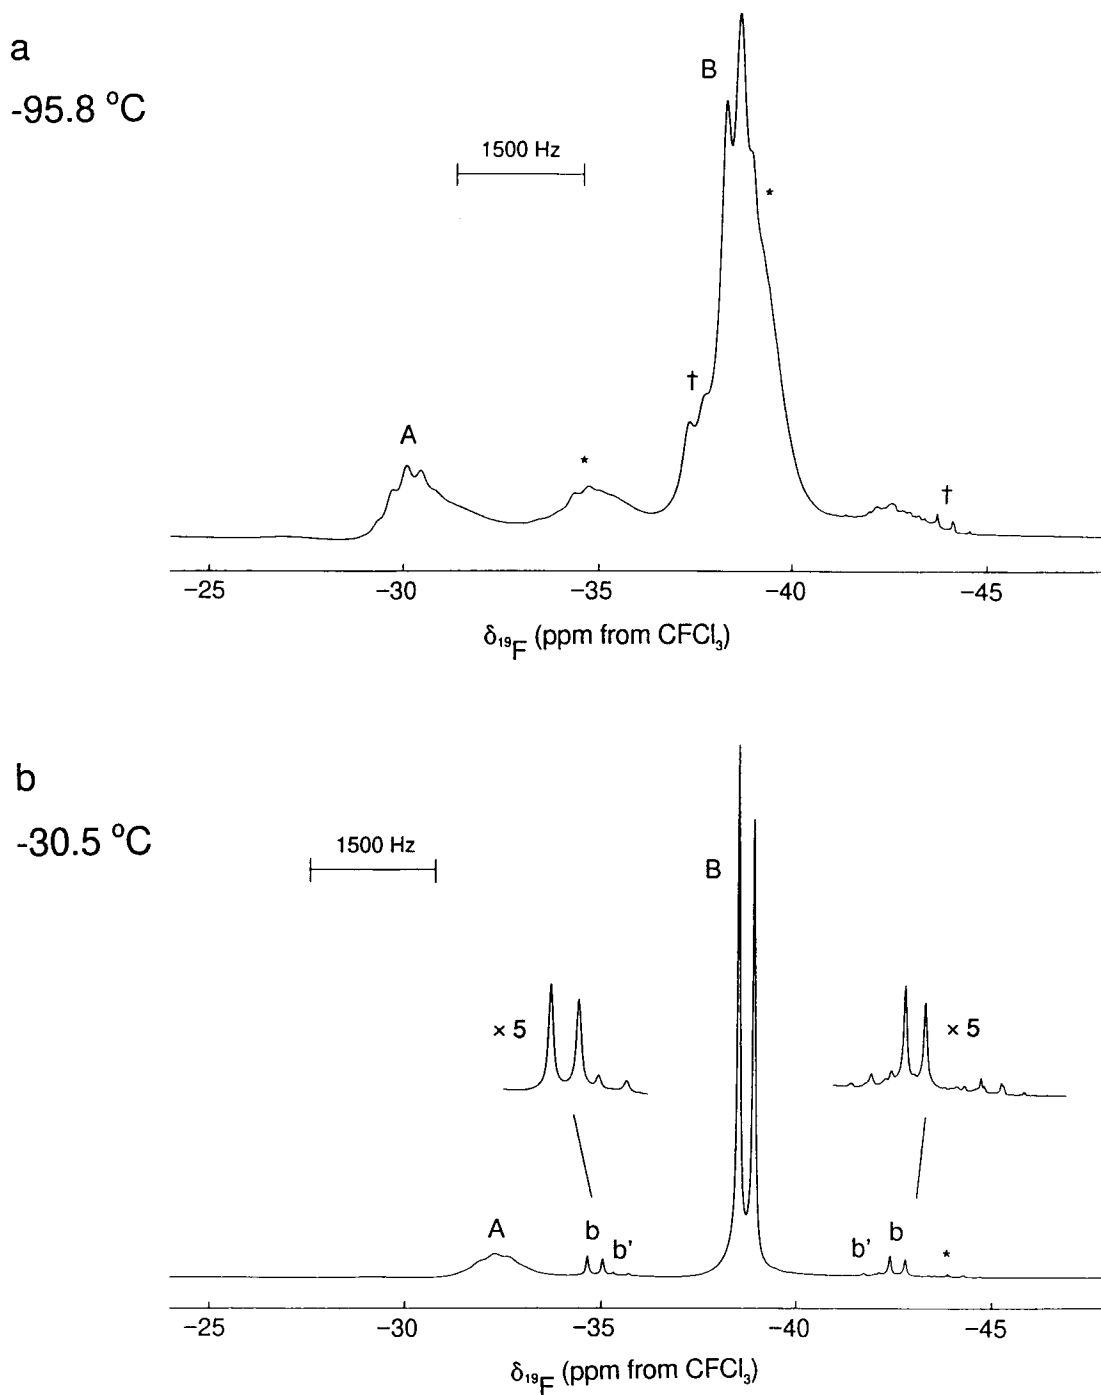 a
-95.8 °C
1500 Hz
A
*
†
B
*
†
−25 −30 −35 −40 −45
δ₁₉F (ppm from CFCl₃)
b
-30.5 °C
1500 Hz
B
× 5
× 5
A
b
b'
b'
b
*
−25 −30 −35 −40 −45
δ₁₉F (ppm from CFCl₃)